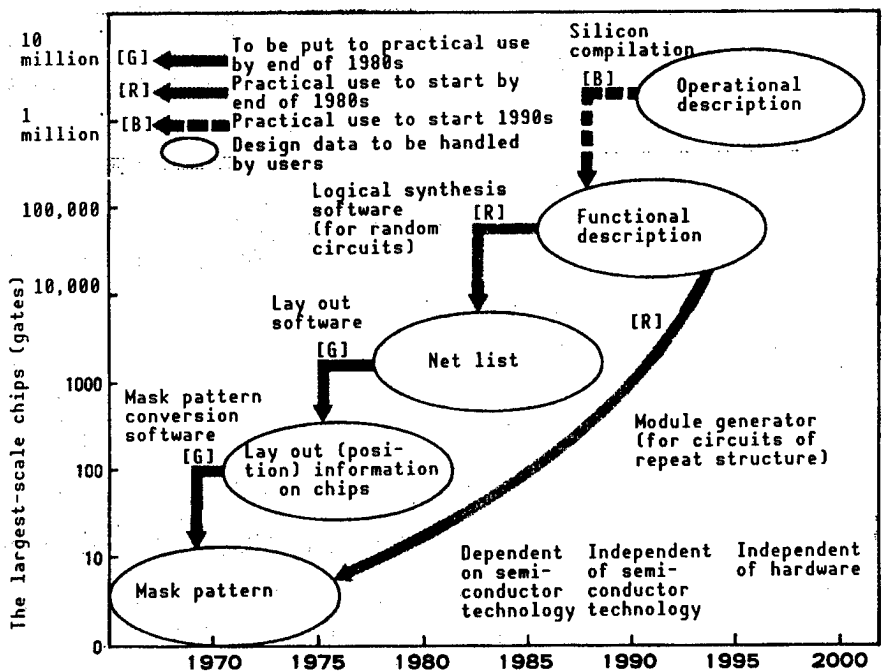 10 million
[G] To be put to practical use by end of 1980s
[R] Practical use to start by end of 1980s
1 million
[B] Practical use to start 1990s
Design data to be handled by users
Silicon compilation
[B]
Operational description
100,000
Logical synthesis software (for random circuits)
[R]
Functional description
10,000
Lay out software
[G]
Net list
[R]
1000
Mask pattern conversion software
[G]
Lay out (posi-
tion) information
on chips
Module generator
(for circuits of
repeat structure)
100
10
Mask pattern
Dependent
on semi-
conductor
technology
Independent
of semi-
conductor
technology
Independent
of hardware
0
The largest-scale chips (gates)
1970 1975 1980 1985 1990 1995 2000